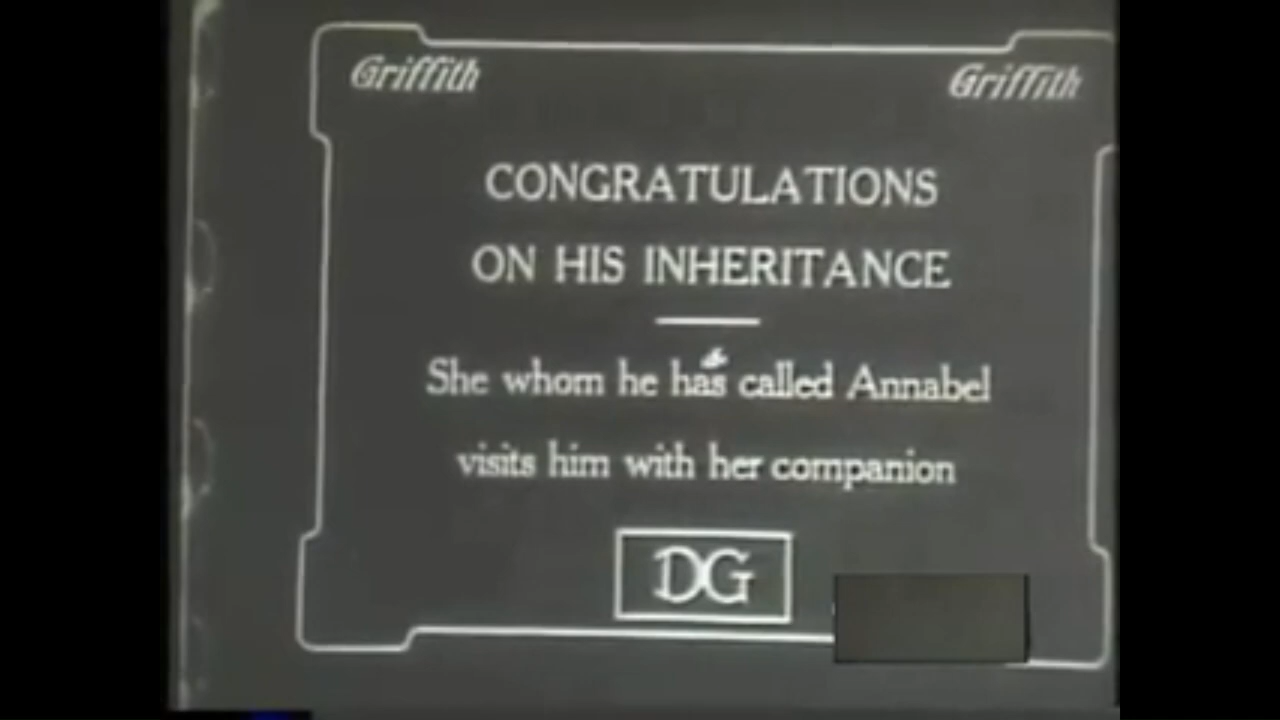 Griffith Griffith
CONGRATULATIONS
ON HIS INHERITANCE
She whom he has called Annabel
visits him with her companion
DG